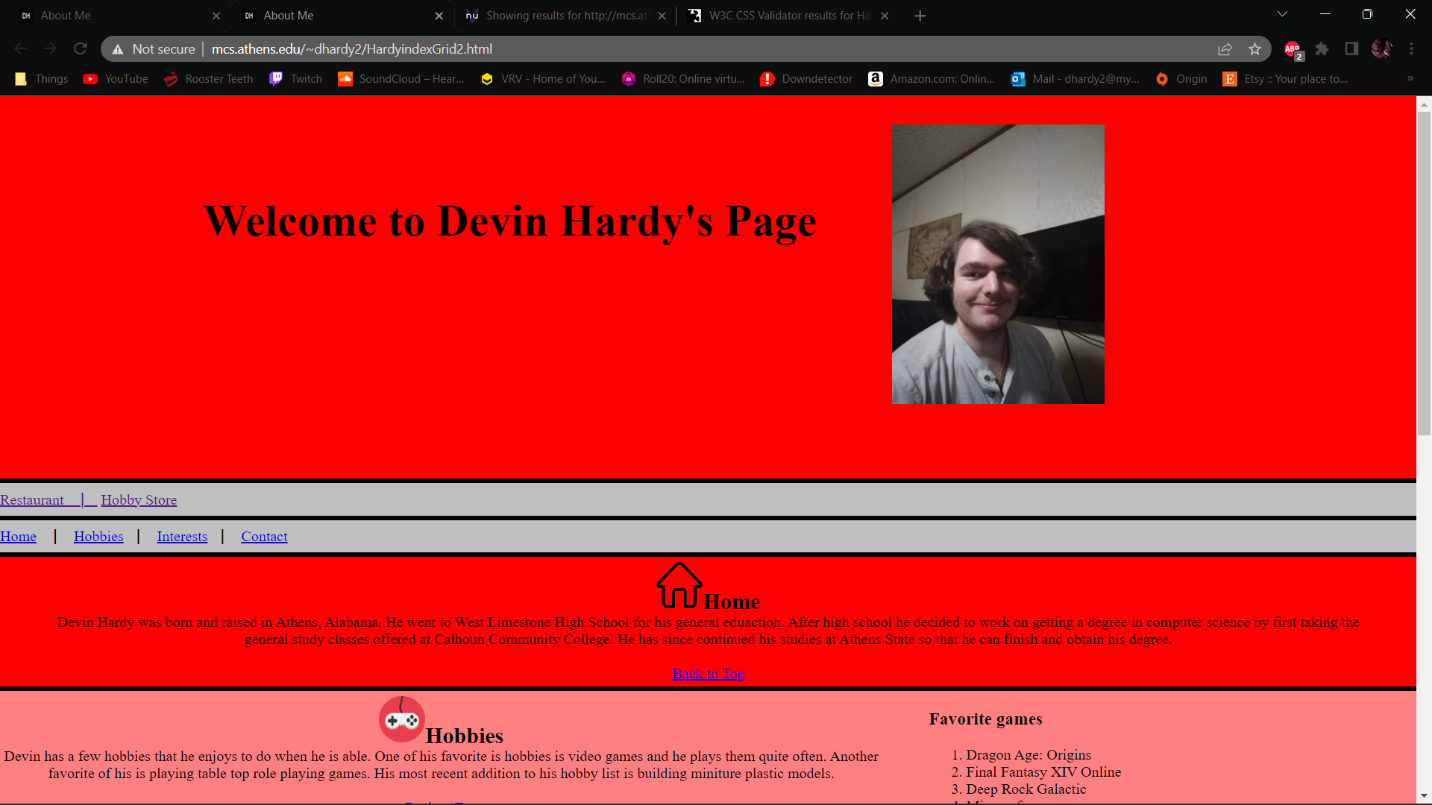 DH About Me
DH About Me
nu Showing results for http://mcs.at
W3C CSS Validator results for Ha
Not secure | mcs.athens.edu/~dhardy2/HardyindexGrid2.html
ABP 2
Things YouTube Rooster Teeth Twitch SoundCloud – Hear... VRV - Home of You... Roll20: Online virtu... Downdetector Amazon.com: Onlin... Mail - dhardy2@my... Origin Etsy :: Your place to... »
Welcome to Devin Hardy's Page
Restaurant | Hobby Store
Home | Hobbies | Interests | Contact
Home
Devin Hardy was born and raised in Athens, Alabama. He went to West Limestone High School for his general eduaction. After high school he decided to work on getting a degree in computer science by first taking the
general study classes offered at Calhoun Community College. He has since continued his studies at Athens State so that he can finish and obtain his degree.
Back to Top
Hobbies
Devin has a few hobbies that he enjoys to do when he is able. One of his favorite is hobbies is video games and he plays them quite often. Another
favorite of his is playing table top role playing games. His most recent addition to his hobby list is building miniture plastic models.
Favorite games
1. Dragon Age: Origins
2. Final Fantasy XIV Online
3. Deep Rock Galactic